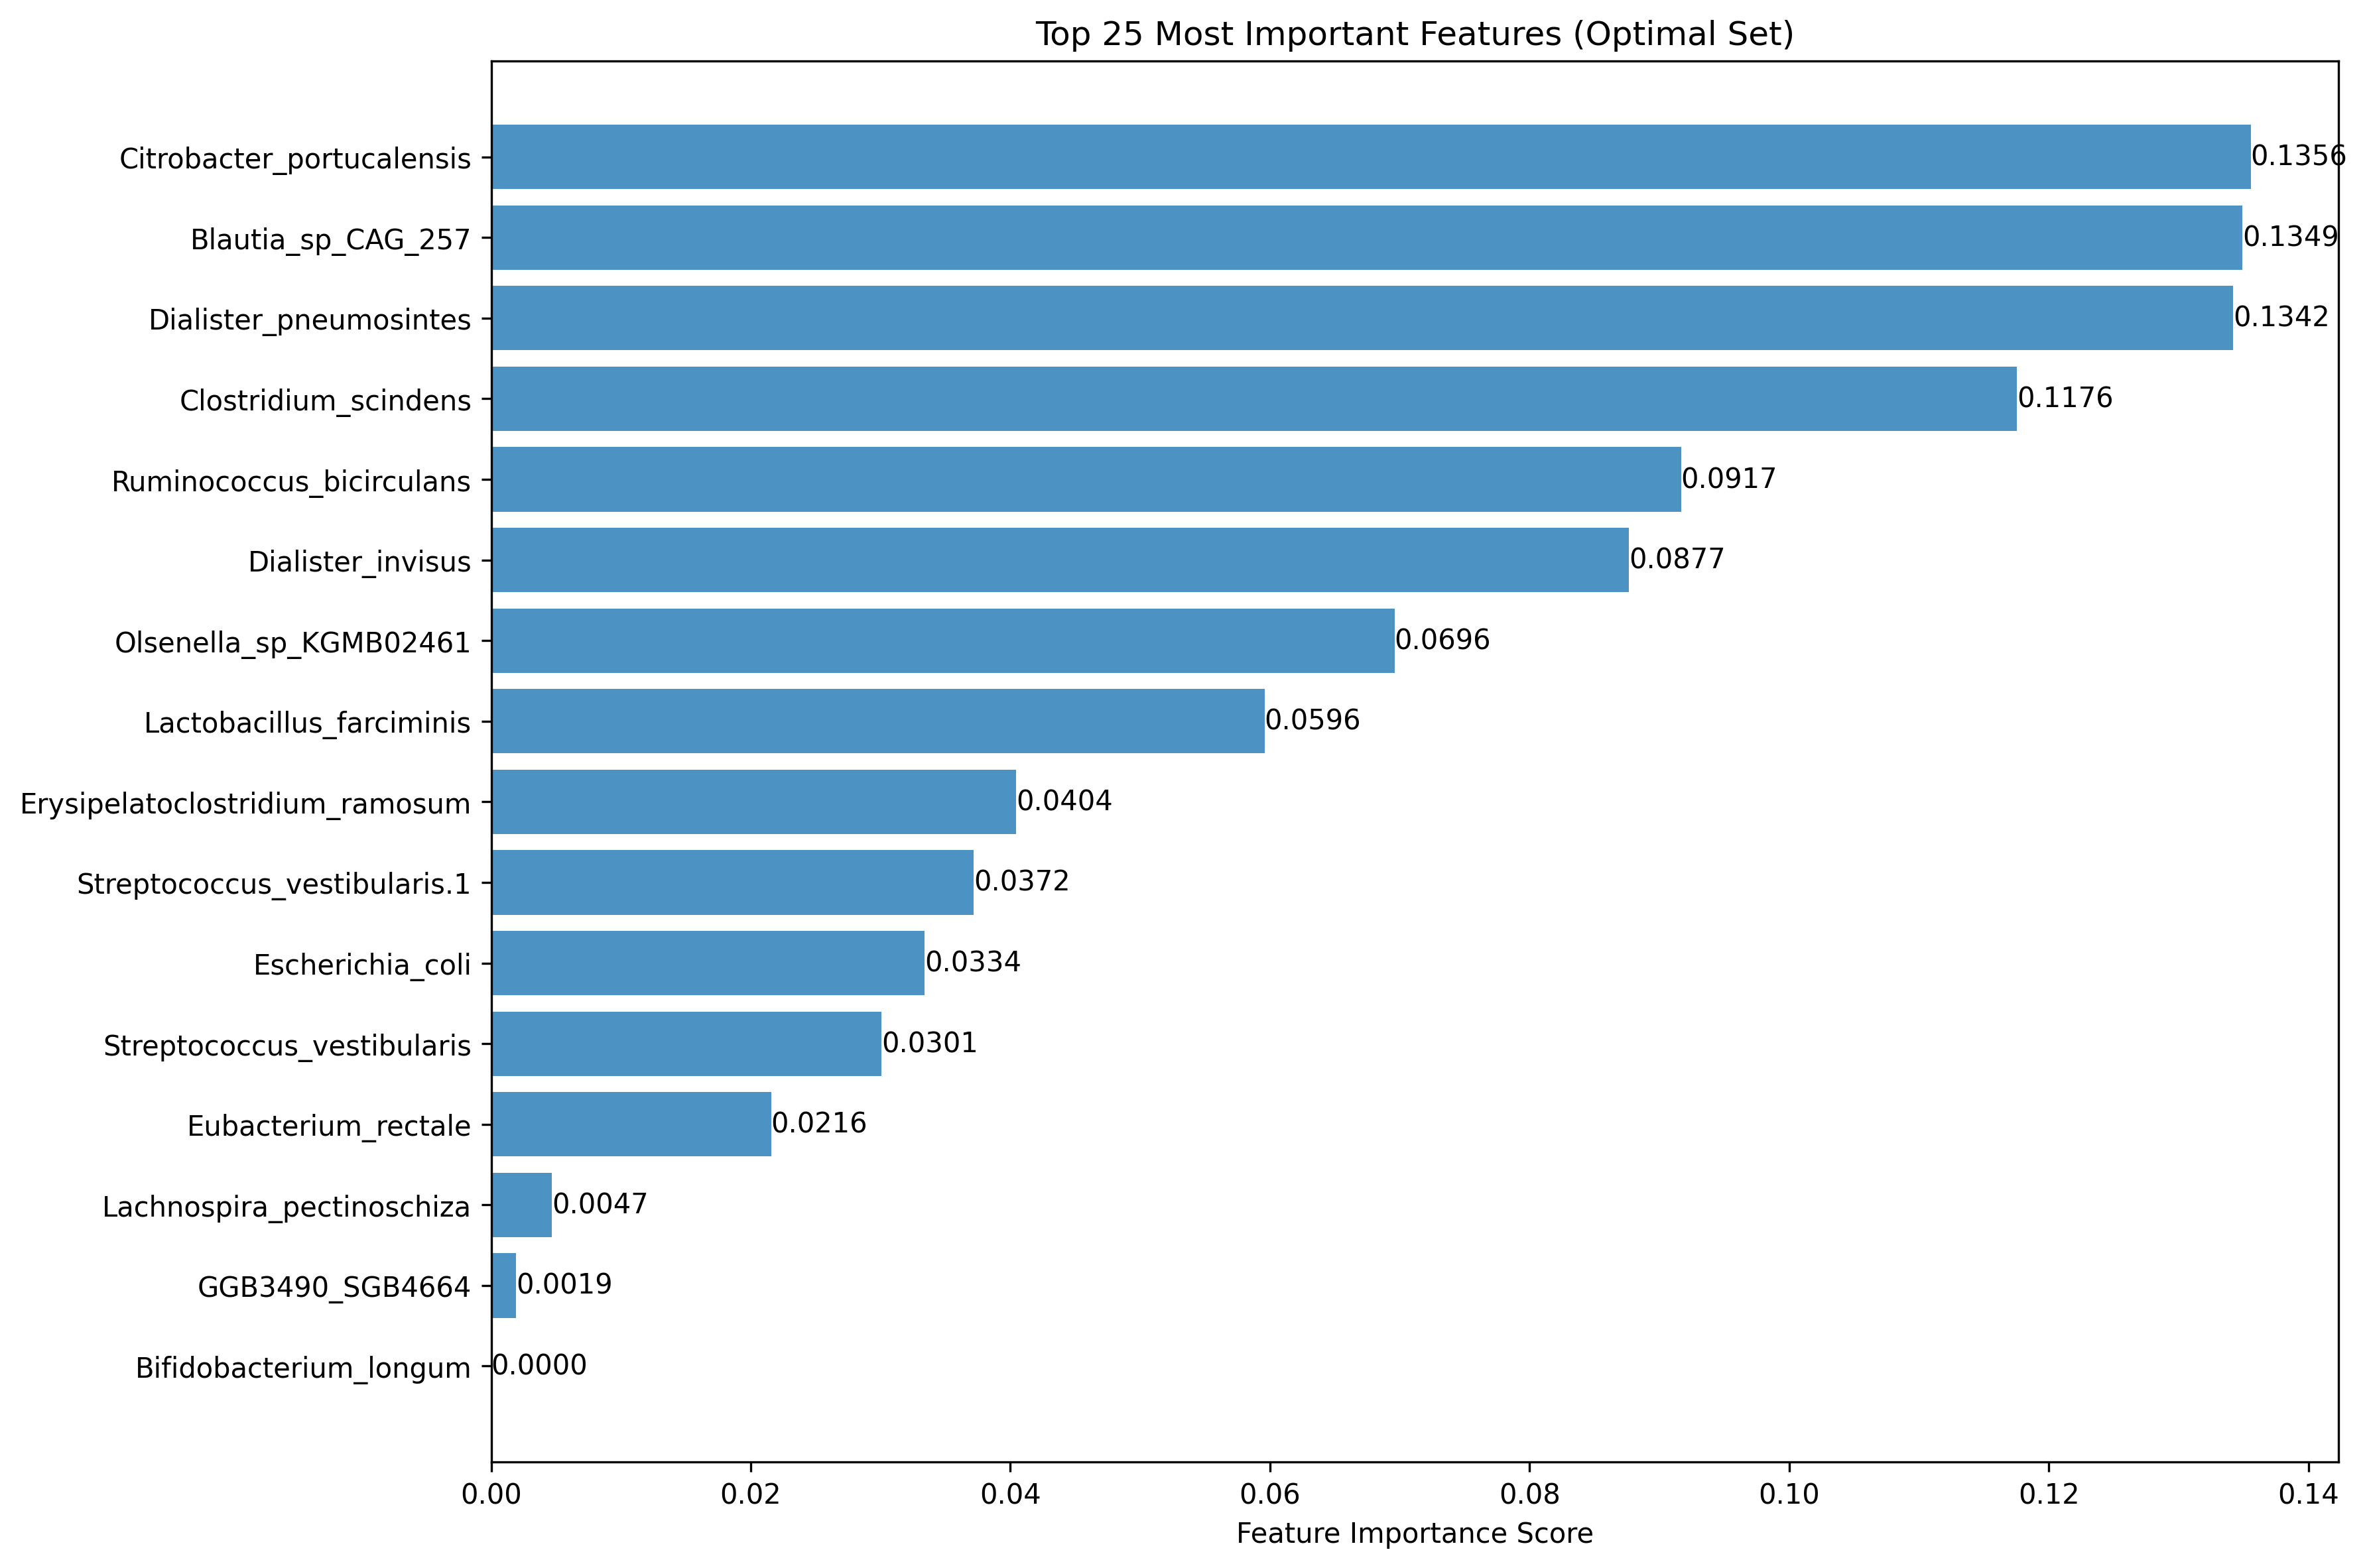 Top 25 Most Important Features (Optimal Set)
Citrobacter_portucalensis 0.1356
Blautia_sp_CAG_257 0.1349
Dialister_pneumosintes 0.1342
Clostridium_scindens 0.1176
Ruminococcus_bicirculans 0.0917
Dialister_invisus 0.0877
Olsenella_sp_KGMB02461 0.0696
Lactobacillus_farciminis 0.0596
Erysipelatoclostridium_ramosum 0.0404
Streptococcus_vestibularis.1 0.0372
Escherichia_coli 0.0334
Streptococcus_vestibularis 0.0301
Eubacterium_rectale 0.0216
Lachnospira_pectinoschiza 0.0047
GGB3490_SGB4664 0.0019
Bifidobacterium_longum 0.0000
0.00 0.02 0.04 0.06 0.08 0.10 0.12 0.14
Feature Importance Score